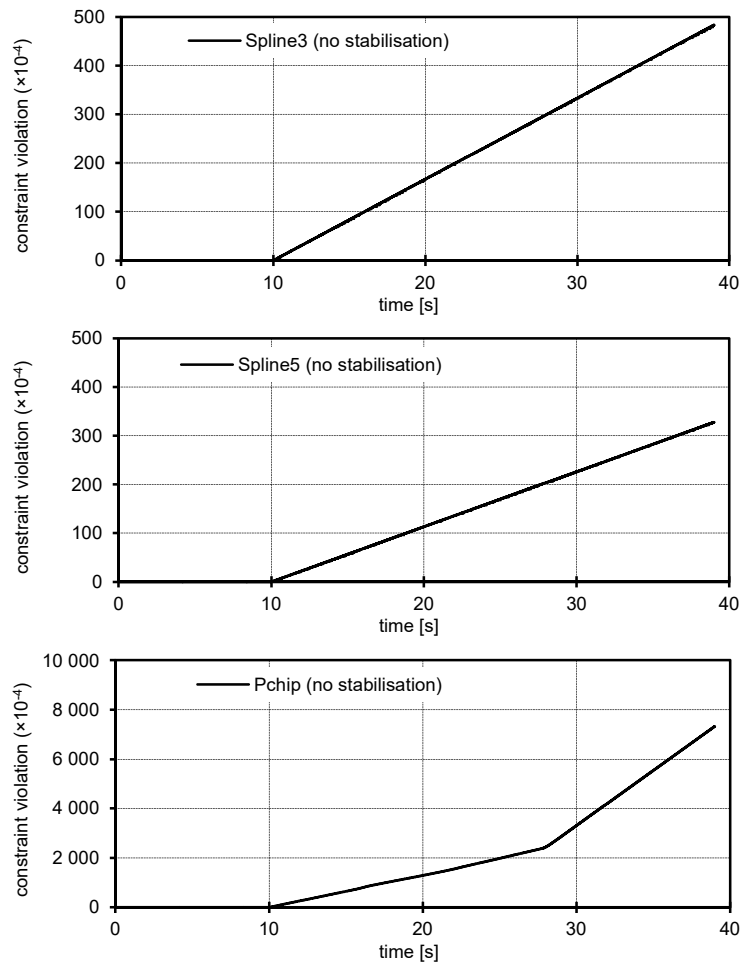 constraint violation (×10⁻⁴)
500
400
300
200
100
0
Spline3 (no stabilisation)
0 10 20 30 40
time [s]
constraint violation (×10⁻⁴)
500
400
300
200
100
0
Spline5 (no stabilisation)
0 10 20 30 40
time [s]
constraint violation (×10⁻⁴)
10 000
8 000
6 000
4 000
2 000
0
Pchip (no stabilisation)
0 10 20 30 40
time [s]